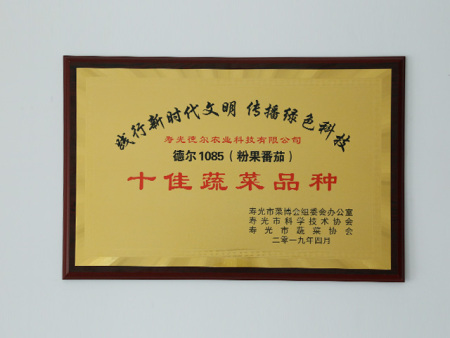 践行新时代文明 传播绿色科技
寿光德尔农业科技有限公司
德尔1085（粉果番茄）
十佳蔬菜品种
寿光市菜博会组委会办公室
寿光市科学技术协会
寿光市蔬菜协会
二零一九年四月